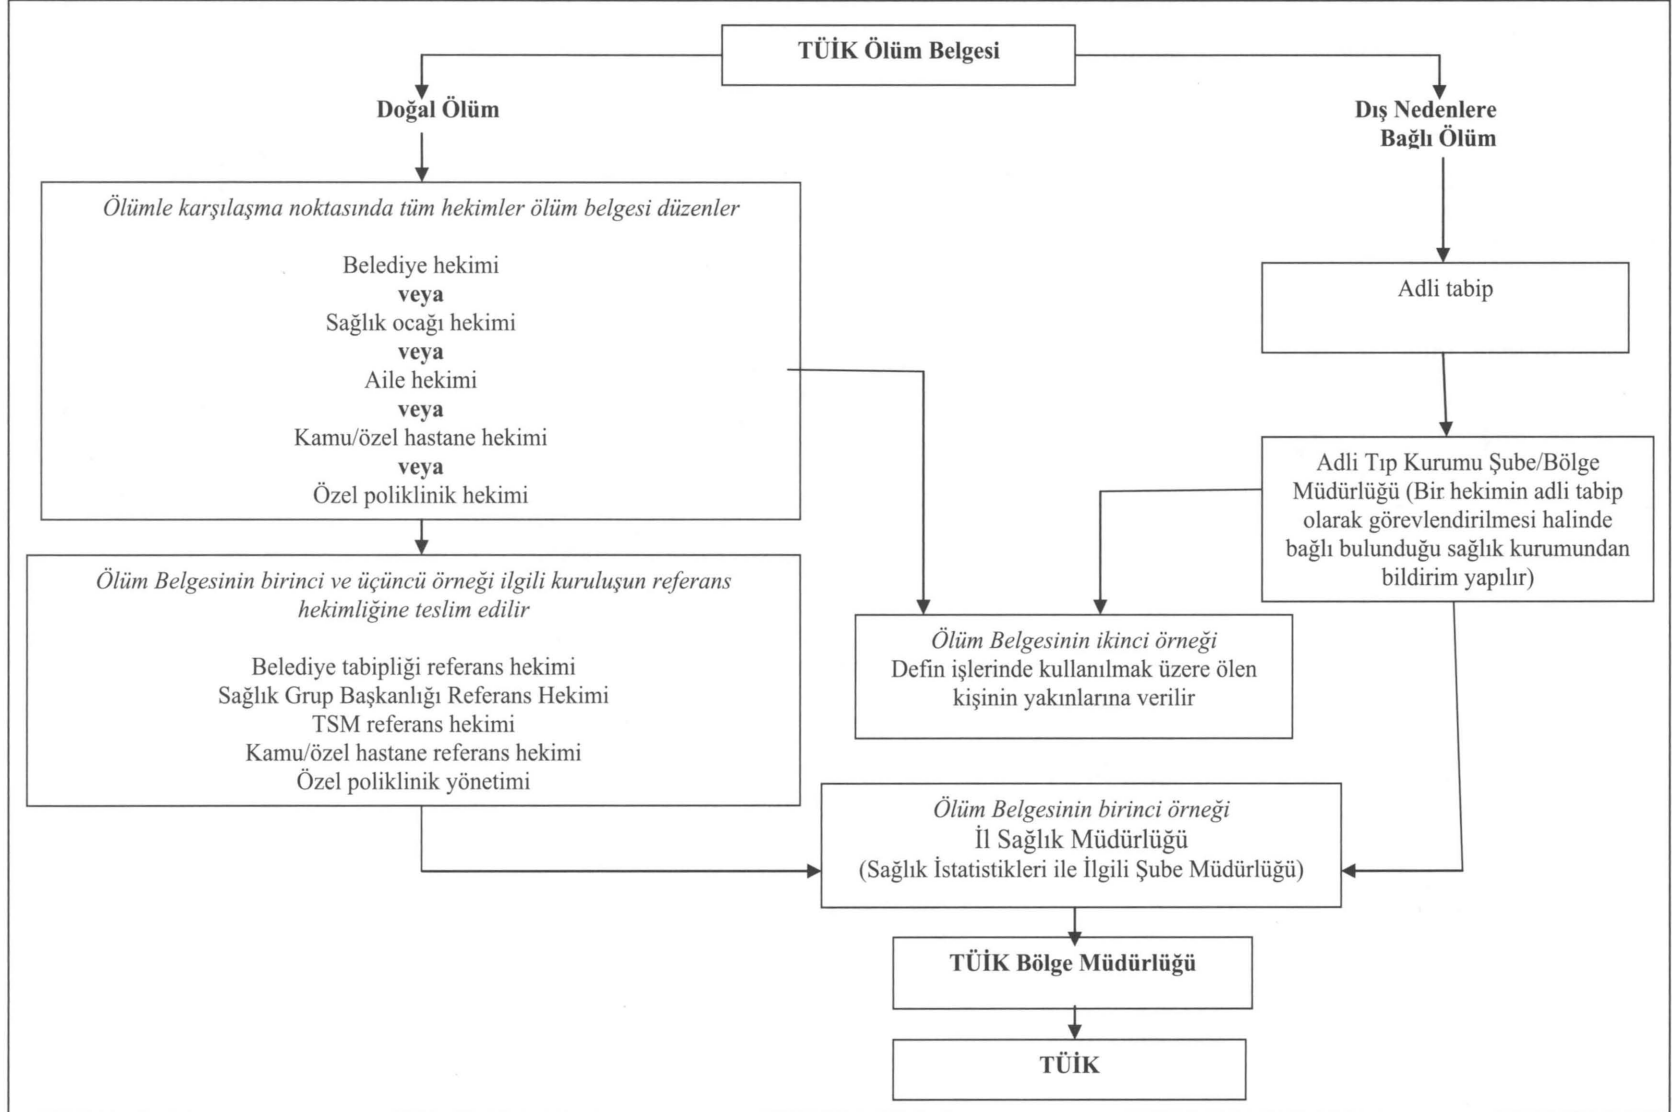 TÜİK Ölüm Belgesi
Doğal Ölüm
Dış Nedenlere
Bağlı Ölüm
Ölümle karşılaşma noktasında tüm hekimler ölüm belgesi düzenler
Belediye hekimi
veya
Sağlık ocağı hekimi
veya
Aile hekimi
veya
Kamu/özel hastane hekimi
veya
Özel poliklinik hekimi
Adli tabip
Adli Tıp Kurumu Şube/Bölge
Müdürlüğü (Bir hekimin adli tabip
olarak görevlendirilmesi halinde
bağlı bulunduğu sağlık kurumundan
bildirim yapılır)
Ölüm Belgesinin birinci ve üçüncü örneği ilgili kuruluşun referans
hekimliğine teslim edilir
Belediye tabipliği referans hekimi
Sağlık Grup Başkanlığı Referans Hekimi
TSM referans hekimi
Kamu/özel hastane referans hekimi
Özel poliklinik yönetimi
Ölüm Belgesinin ikinci örneği
Defin işlerinde kullanılmak üzere ölen
kişinin yakınlarına verilir
Ölüm Belgesinin birinci örneği
İl Sağlık Müdürlüğü
(Sağlık İstatistikleri ile İlgili Şube Müdürlüğü)
TÜİK Bölge Müdürlüğü
TÜİK